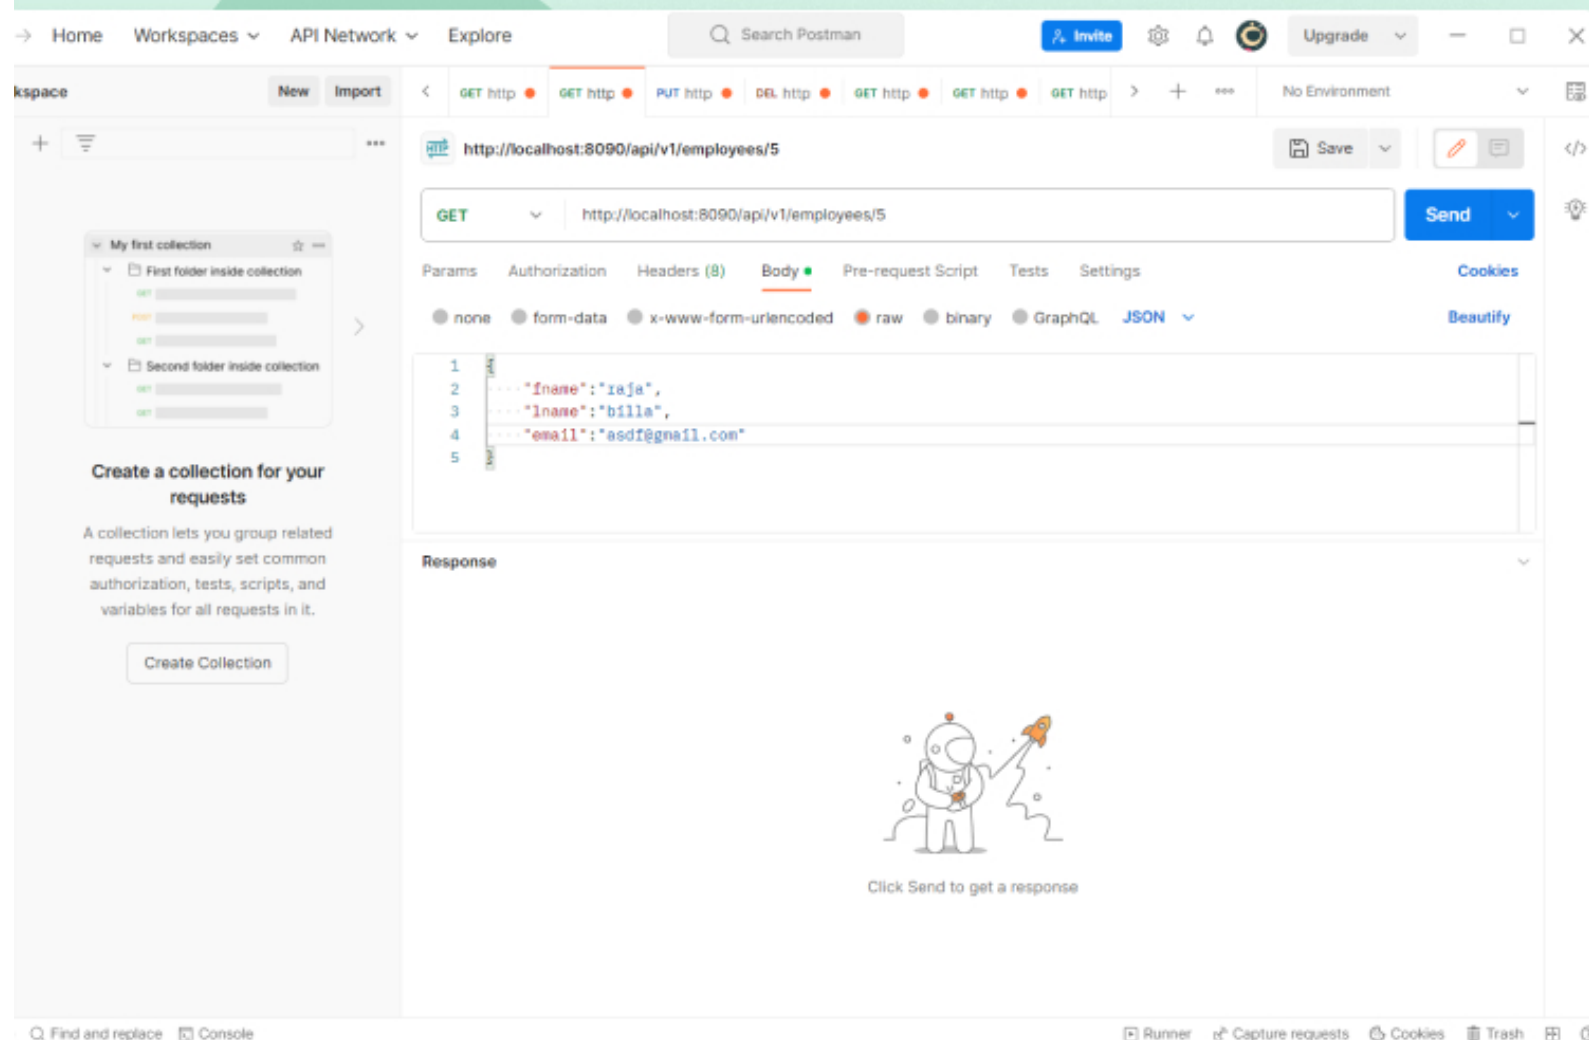 Home Workspaces API Network Explore Search Postman Invite Upgrade
kspace New Import GET http GET http PUT http DEL http GET http GET http GET http No Environment
HTTP http://localhost:8090/api/v1/employees/5 Save
GET http://localhost:8090/api/v1/employees/5 Send
Params Authorization Headers (8) Body Pre-request Script Tests Settings Cookies
none form-data x-www-form-urlencoded raw binary GraphQL JSON Beautify
My first collection
First folder inside collection
GET
POST
GET
Second folder inside collection
GET
GET
1 {
2 "fname":"raja",
3 "lname":"billa",
4 "email":"asdf@gmail.com"
5 }
Create a collection for your
requests
A collection lets you group related
requests and easily set common
authorization, tests, scripts, and
variables for all requests in it.
Create Collection
Response
Click Send to get a response
Find and replace Console Runner Capture requests Cookies Trash